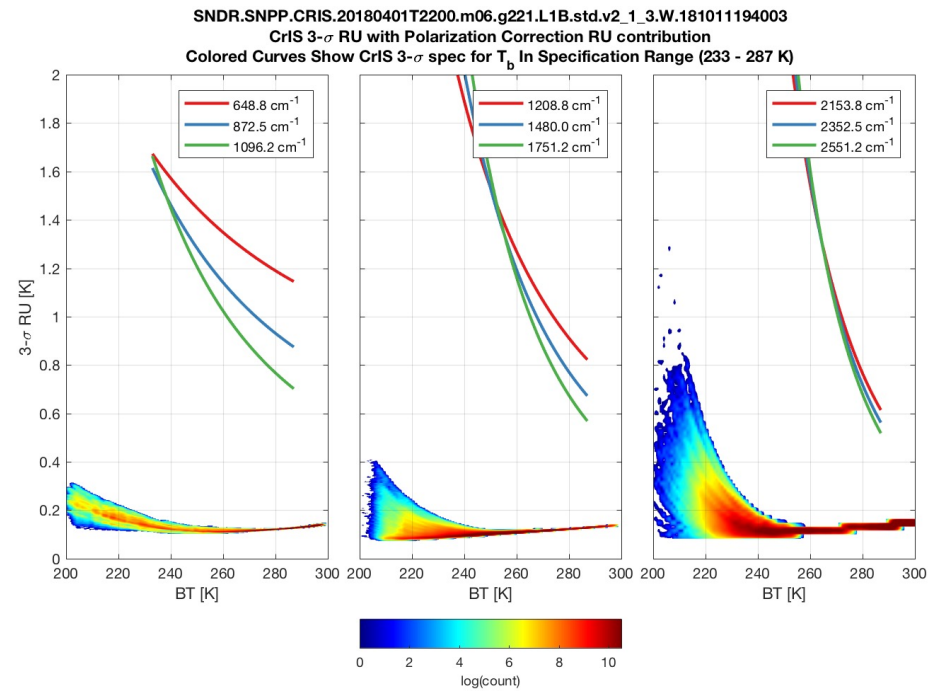 SNDR.SNPP.CRIS.20180401T2200.m06.g221.L1B.std.v2_1_3.W.181011194003
CrIS 3-σ RU with Polarization Correction RU contribution
Colored Curves Show CrIS 3-σ spec for T_b In Specification Range (233 - 287 K)
3-σ RU [K]
2
1.8
1.6
1.4
1.2
1
0.8
0.6
0.4
0.2
0
648.8 cm⁻¹
872.5 cm⁻¹
1096.2 cm⁻¹
200 220 240 260 280 300
BT [K]
1208.8 cm⁻¹
1480.0 cm⁻¹
1751.2 cm⁻¹
200 220 240 260 280 300
BT [K]
2153.8 cm⁻¹
2352.5 cm⁻¹
2551.2 cm⁻¹
200 220 240 260 280 300
BT [K]
0 2 4 6 8 10
log(count)